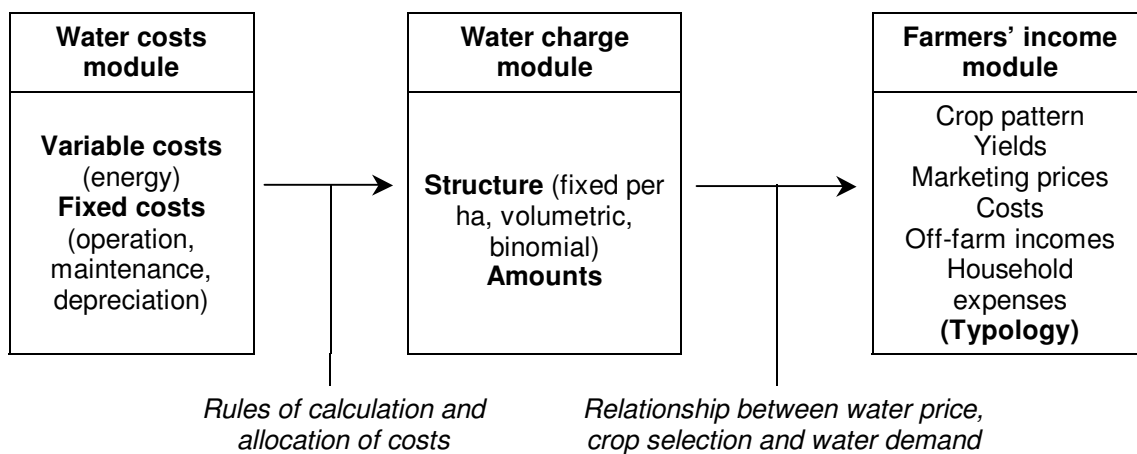 Water costs
module
Variable costs
(energy)
Fixed costs
(operation,
maintenance,
depreciation)
Water charge
module
Structure (fixed per
ha, volumetric,
binomial)
Amounts
Farmers’ income
module
Crop pattern
Yields
Marketing prices
Costs
Off-farm incomes
Household
expenses
(Typology)
Rules of calculation and
allocation of costs
Relationship between water price,
crop selection and water demand